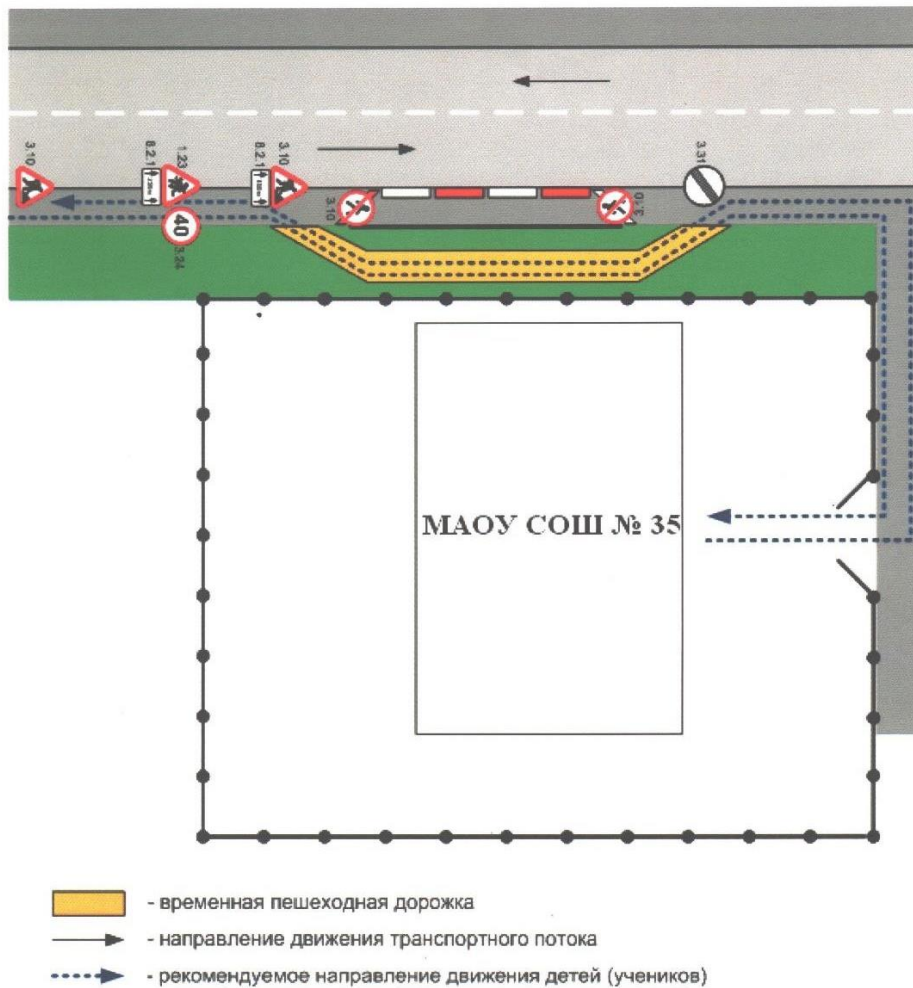 3.10
8.2.1
1.23
40
3.24
8.2.1
3.10
3.10
3.10
3.31
МАОУ СОШ № 35
- временная пешеходная дорожка
- направление движения транспортного потока
- рекомендуемое направление движения детей (учеников)